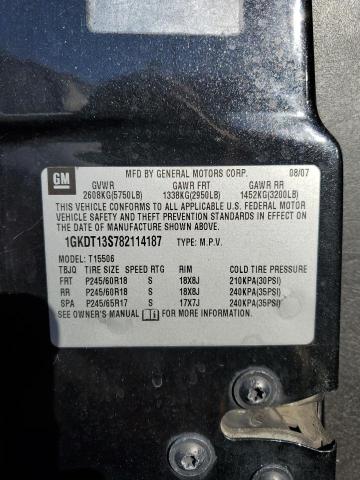 GM
MFD BY GENERAL MOTORS CORP. 08/07
GVWR GAWR FRT GAWR RR
2608KG(5750LB) 1338KG(2950LB) 1452KG(3200LB)
THIS VEHICLE CONFORMS TO ALL APPLICABLE U.S. FEDERAL MOTOR
VEHICLE SAFETY AND THEFT PREVENTION STANDARDS IN EFFECT
ON THE DATE OF MANUFACTURE SHOWN ABOVE.
1GKDT13S782114187 TYPE: M.P.V.
MODEL: T15506
TBJQ TIRE SIZE SPEED RTG RIM COLD TIRE PRESSURE
FRT P245/60R18 S 18X8J 210KPA(30PSI)
RR P245/60R18 S 18X8J 240KPA(35PSI)
SPA P245/65R17 S 17X7J 240KPA(35PSI)
SEE OWNER'S MANUAL FOR MORE INFORMATION.